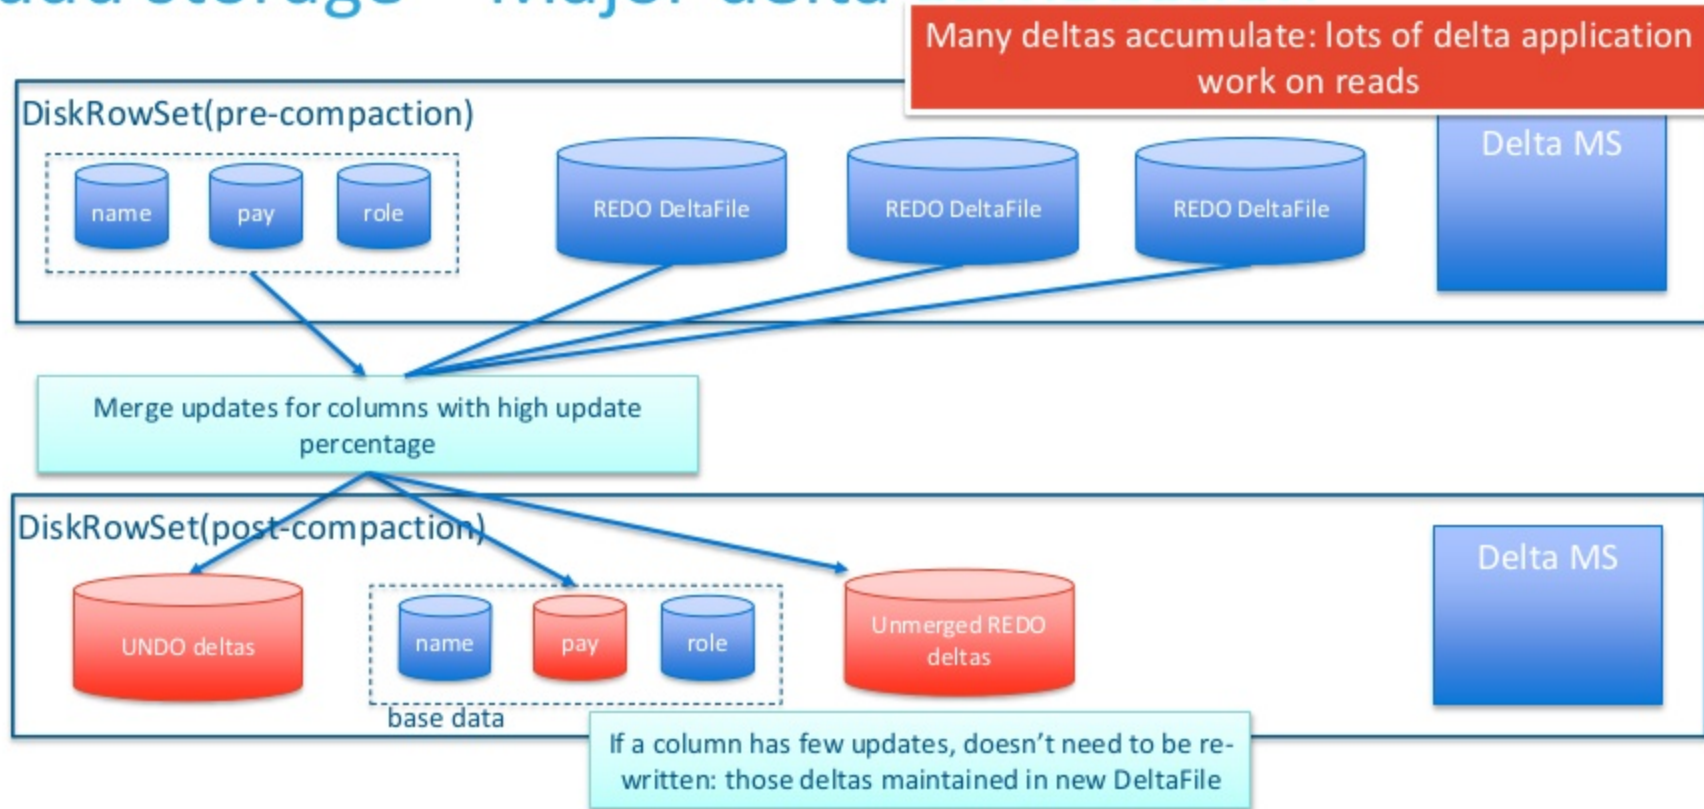 Major delta
Many deltas accumulate: lots of delta application
work on reads
DiskRowSet(pre-compaction)
name
pay
role
REDO DeltaFile
REDO DeltaFile
REDO DeltaFile
Delta MS
Merge updates for columns with high update
percentage
DiskRowSet(post-compaction)
UNDO deltas
name
pay
role
base data
Unmerged REDO
deltas
Delta MS
If a column has few updates, doesn't need to be re-
written: those deltas maintained in new DeltaFile